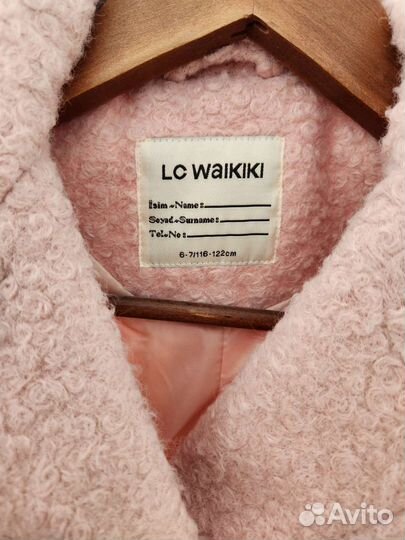 LC WAIKIKI
İsim - Name:
Soyad - Surname:
Tel.No:
6-7/116-122cm
Avito